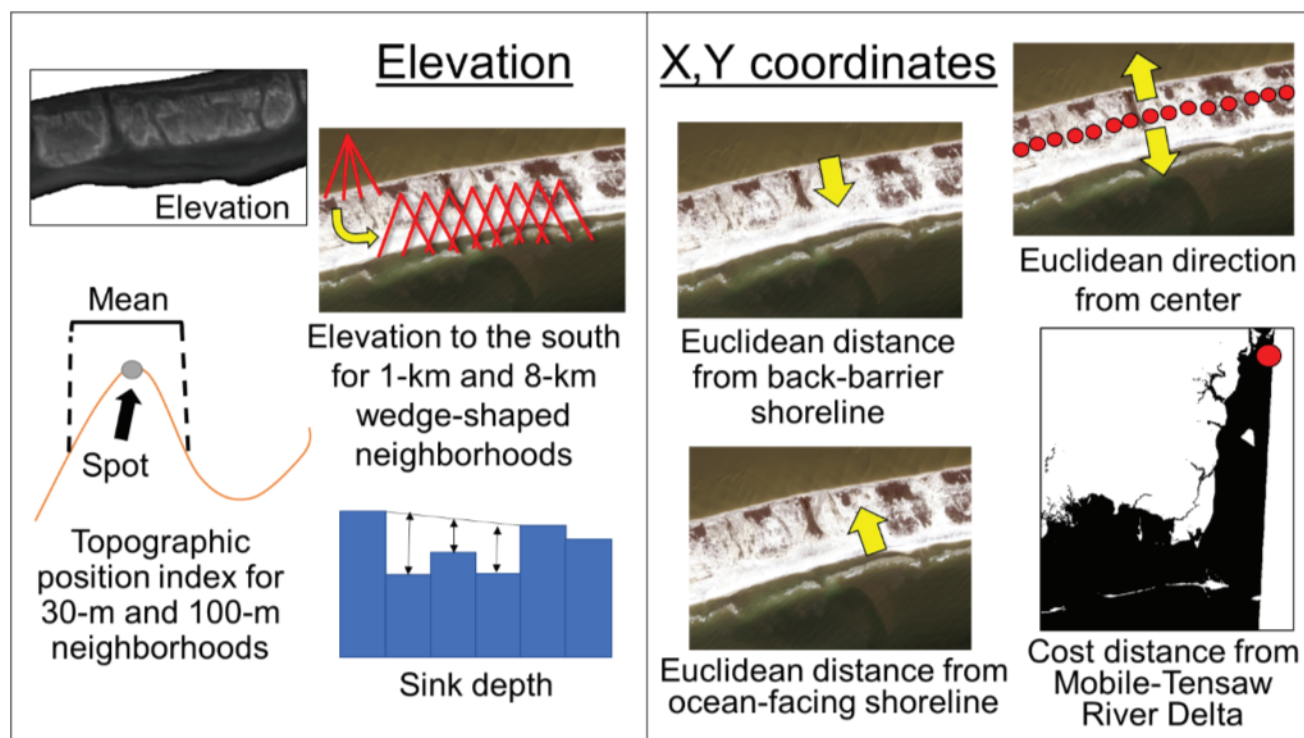 Elevation
Elevation
Elevation to the south
for 1-km and 8-km
wedge-shaped
neighborhoods
Mean
Spot
Topographic
position index for
30-m and 100-m
neighborhoods
Sink depth
X,Y coordinates
Euclidean distance
from back-barrier
shoreline
Euclidean distance from
ocean-facing shoreline
Euclidean direction
from center
Cost distance from
Mobile-Tensaw
River Delta